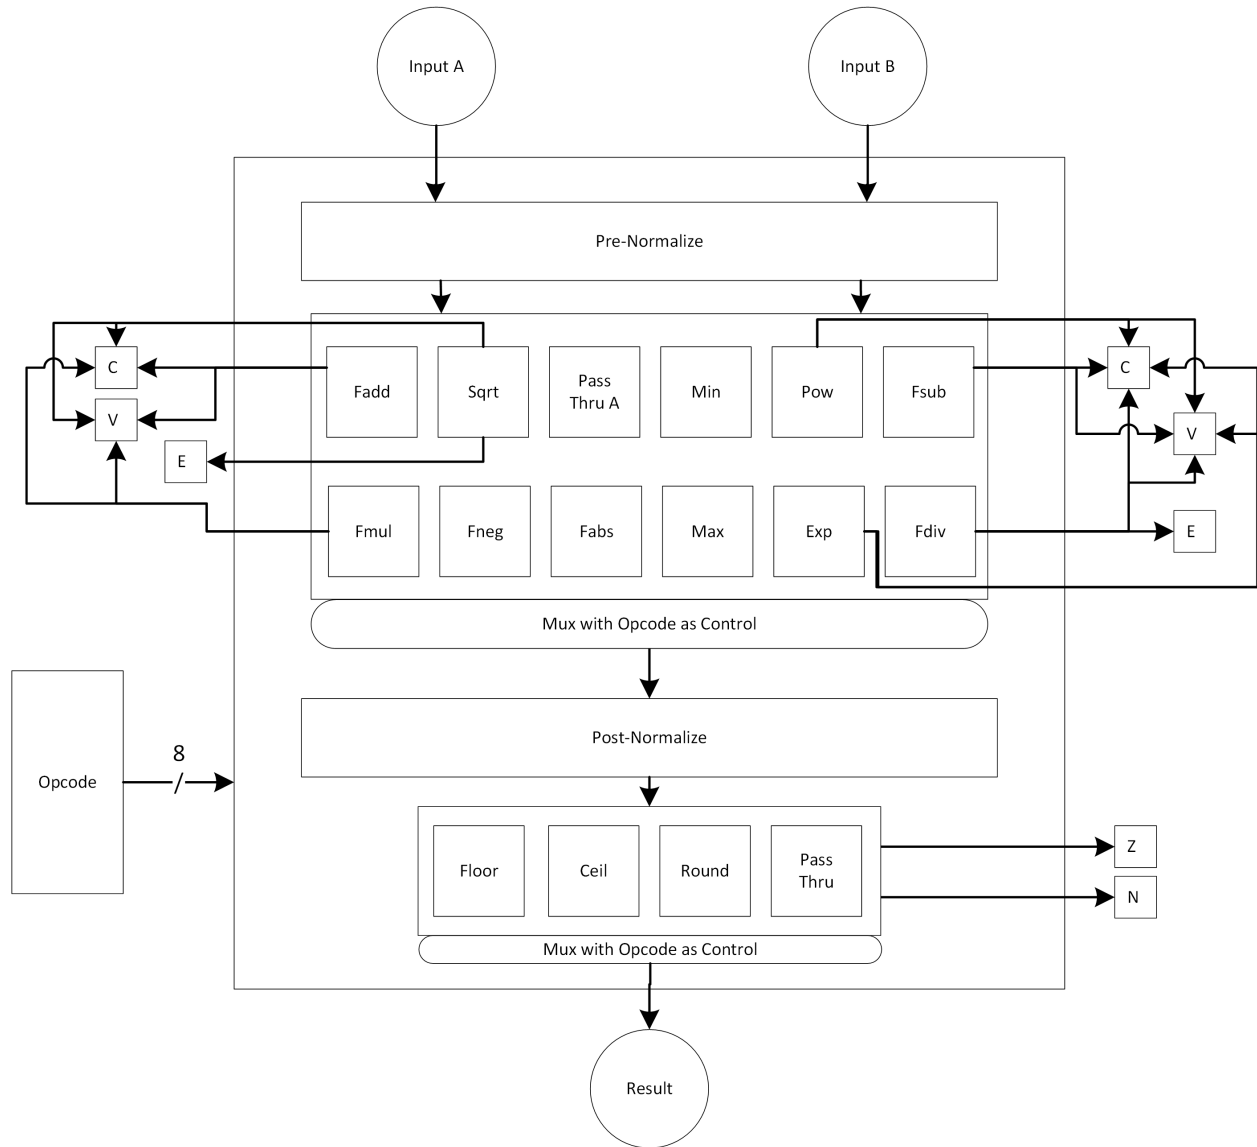 Input A
Input B
Pre-Normalize
C
Fadd
Sqrt
Pass
Thru A
Min
Pow
Fsub
C
V
V
E
Fmul
Fneg
Fabs
Max
Exp
Fdiv
E
Mux with Opcode as Control
Post-Normalize
Opcode
8
/
Floor
Ceil
Round
Pass
Thru
Z
N
Mux with Opcode as Control
Result